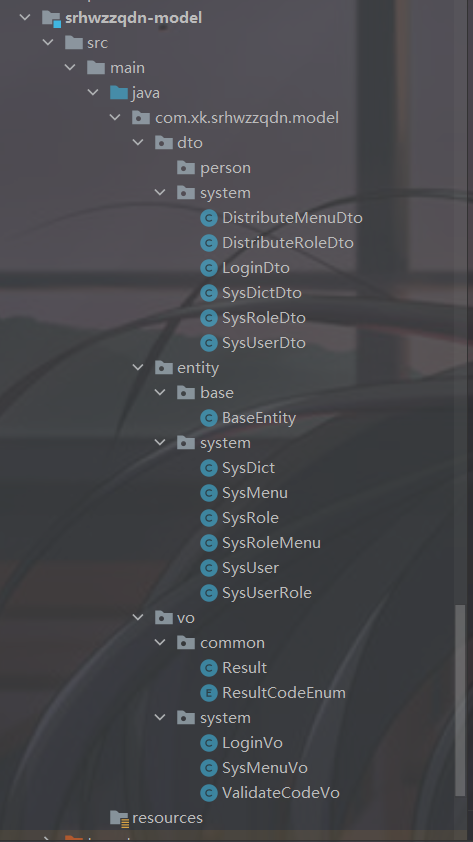 srhwzzqdn-model
src
main
java
com.xk.srhwzzqdn.model
dto
person
system
DistributeMenuDto
DistributeRoleDto
LoginDto
SysDictDto
SysRoleDto
SysUserDto
entity
base
BaseEntity
system
SysDict
SysMenu
SysRole
SysRoleMenu
SysUser
SysUserRole
vo
common
Result
ResultCodeEnum
system
LoginVo
SysMenuVo
ValidateCodeVo
resources